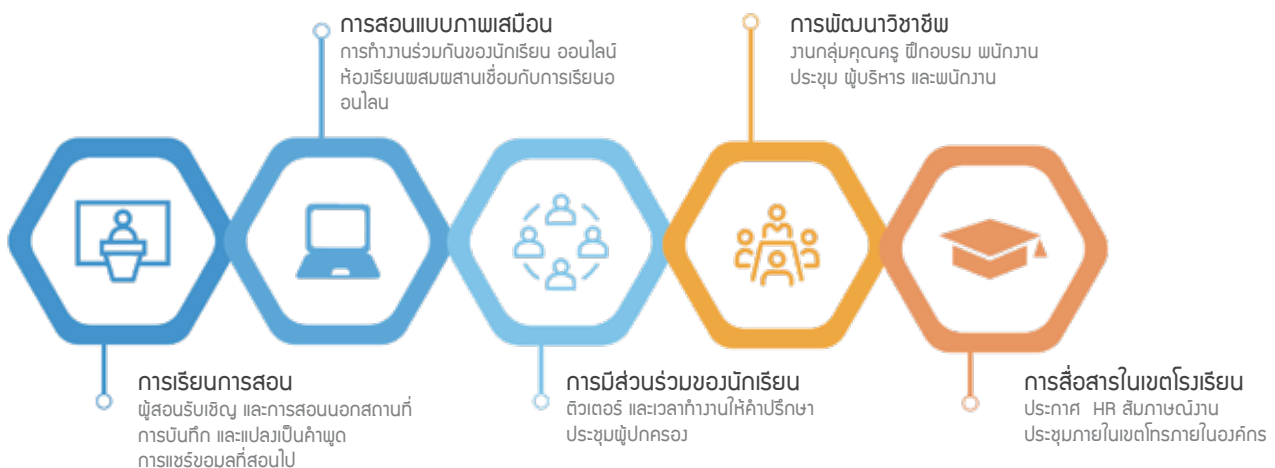 การสอนแบบภาพเสมือน
การทำงานร่วมกันของนักเรียน ออนไลน์
ห้องเรียนผสมผสานเชื่อมกับการเรียนอ
อนไลน
การพัฒนาวิชาชีพ
งานกลุ่มคุณครู ฝึกอบรม พนักงาน
ประชุม ผู้บริหาร และพนักงาน
การเรียนการสอน
ผู้สอนรับเชิญ และการสอนนอกสถานที่
การบันทึก และแปลงเป็นคำพูด
การแชร์ขอมูลที่สอนไป
การมีส่วนร่วมของนักเรียน
ติวเตอร์ และเวลาทำงานให้คำปรึกษา
ประชุมผู้ปกครอง
การสื่อสารในเขตโรงเรียน
ประกาศ HR สัมภาษณ์งาน
ประชุมภายในเขตโทรภายในองค์กร